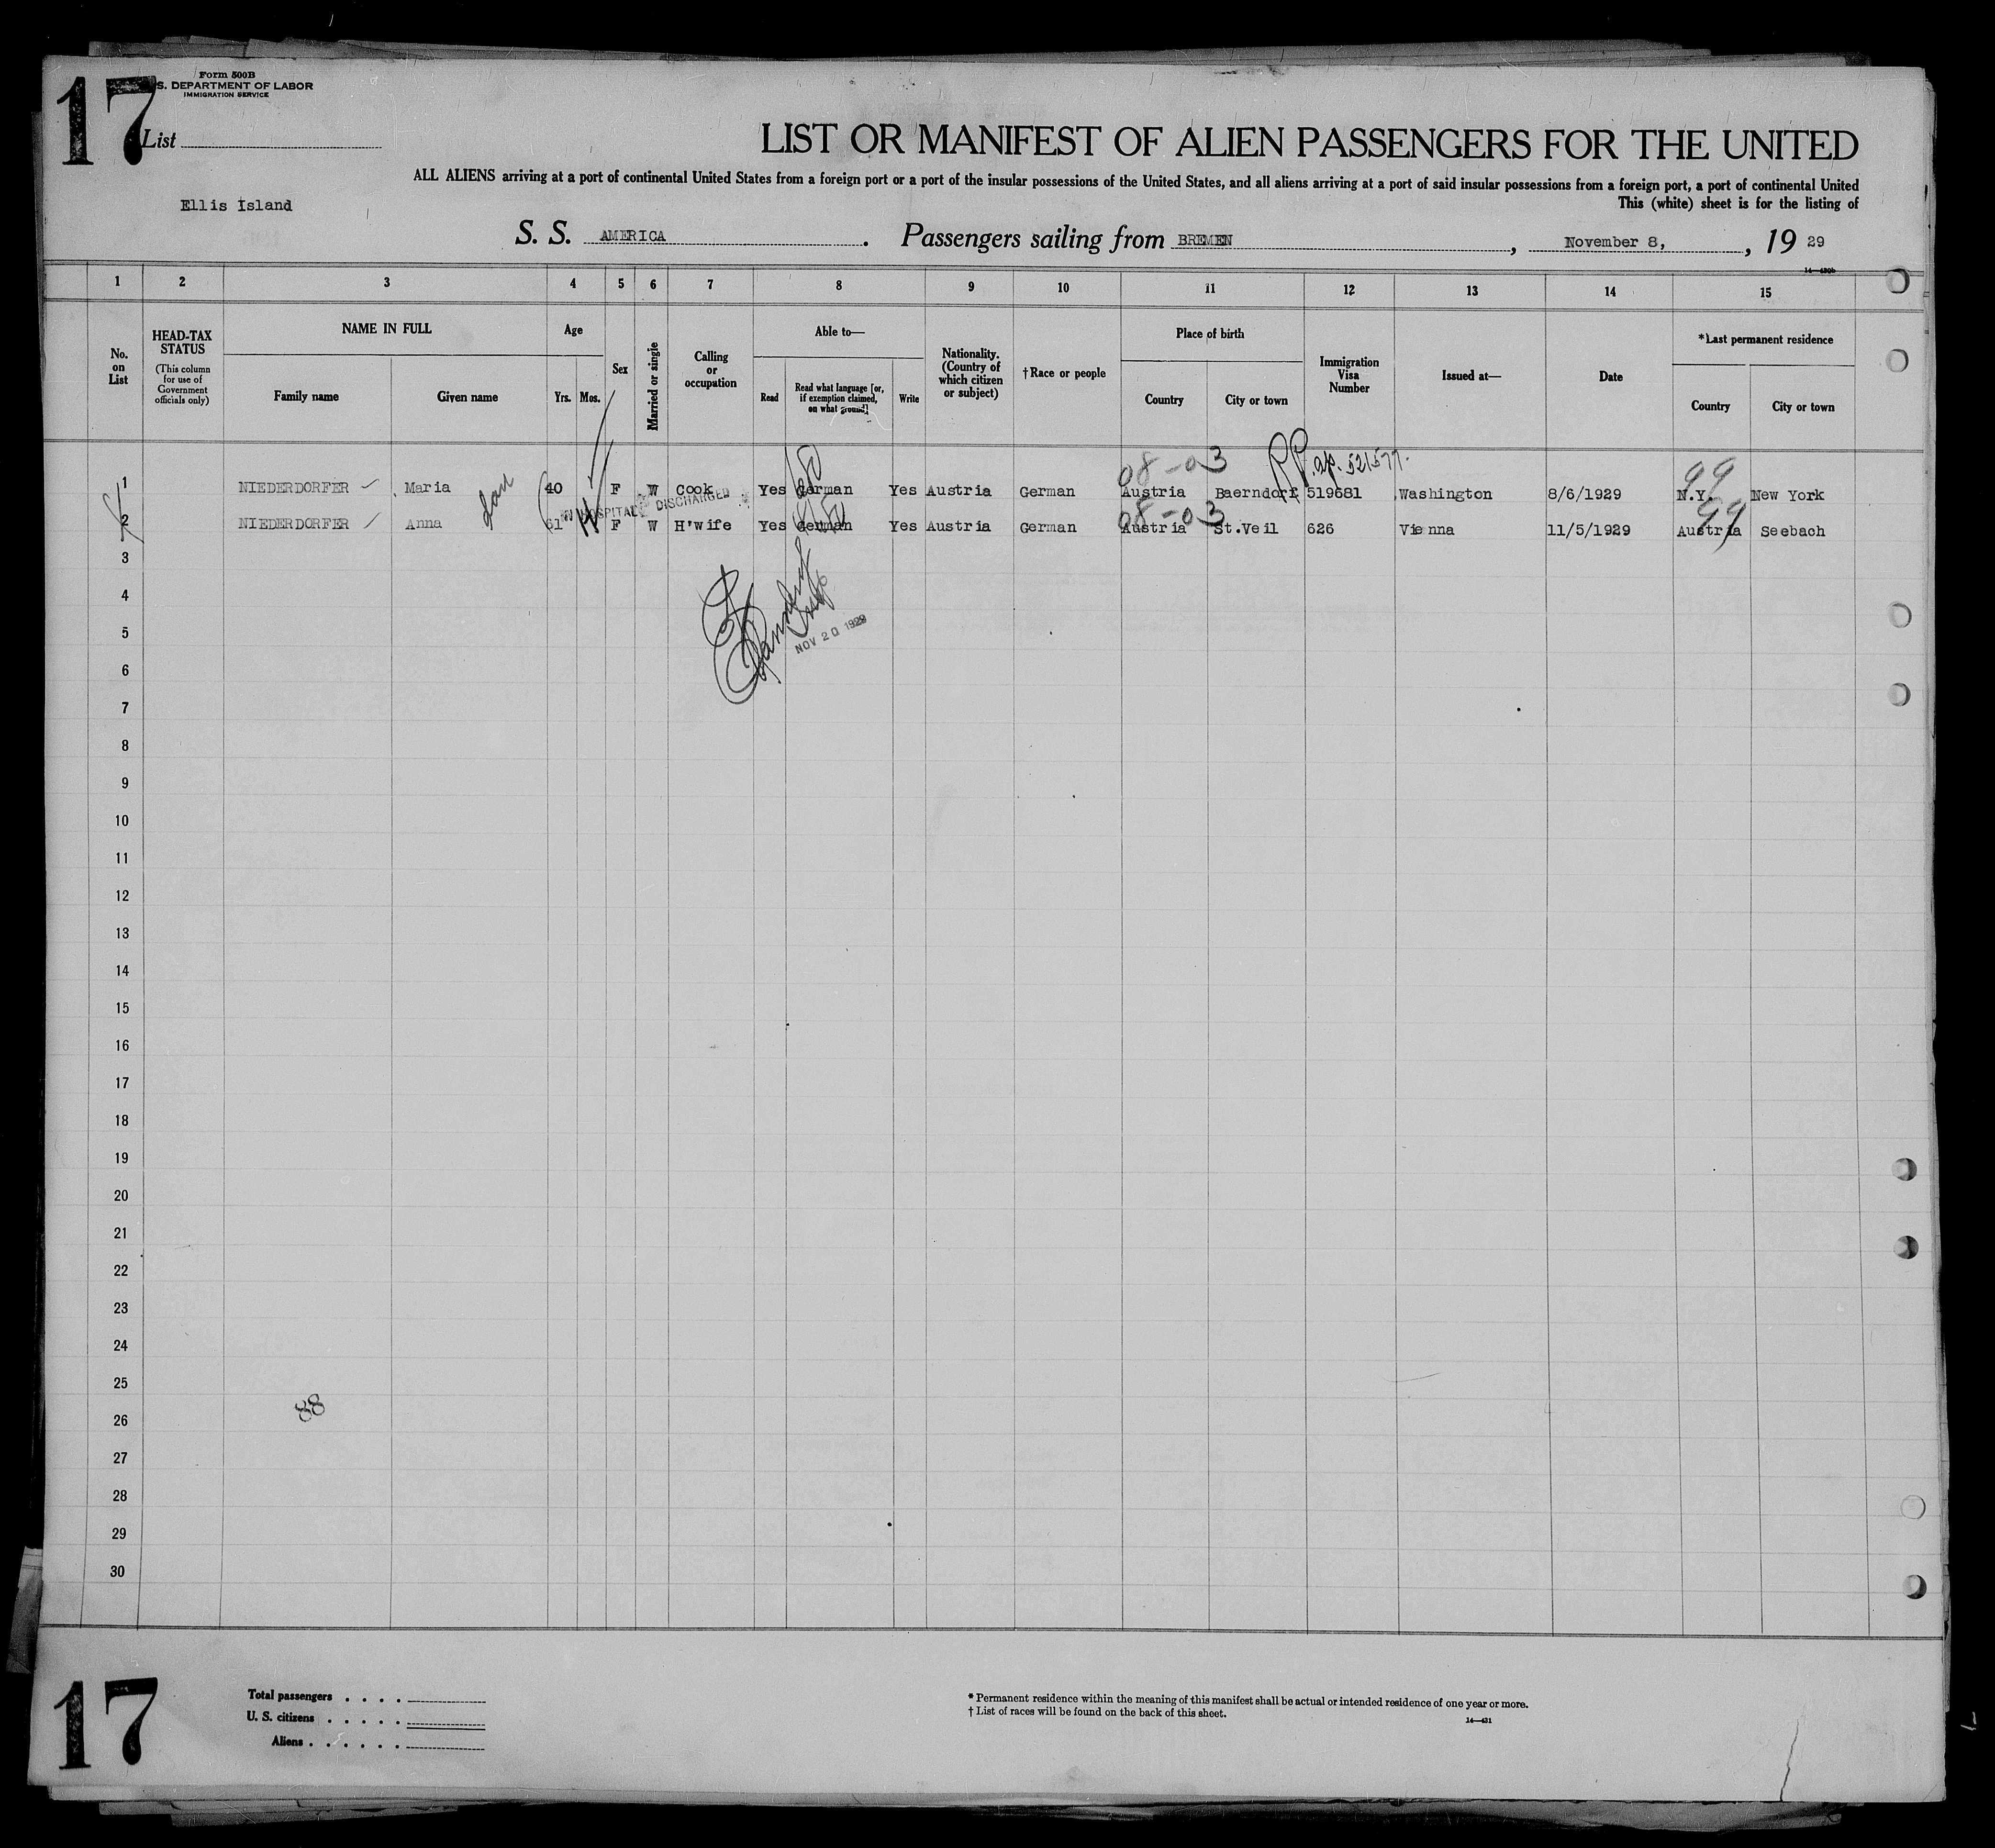 17
Form 500B
S. DEPARTMENT OF LABOR
IMMIGRATION SERVICE
List
LIST OR MANIFEST OF ALIEN PASSENGERS FOR THE UNITED
ALL ALIENS arriving at a port of continental United States from a foreign port or a port of the insular possessions of the United States, and all aliens arriving at a port of said insular possessions from a foreign port, a port of continental United
This (white) sheet is for the listing of
Ellis Island
S. S. AMERICA. Passengers sailing from BREMEN, November 8, , 19 29
14—430b
1 2 3 4 5 6 7 8 9 10 11 12 13 14 15
No. on List
HEAD-TAX STATUS
(This column for use of Government officials only)
NAME IN FULL
Family name Given name
Age
Yrs. Mos.
Sex
Married or single
Calling or occupation
Able to—
Read
Read what language [or, if exemption claimed, on what ground]
Write
Nationality. (Country of which citizen or subject)
†Race or people
Place of birth
Country City or town
Immigration Visa Number
Issued at—
Date
*Last permanent residence
Country City or town
08-03 99
1 NIEDERDORFER Maria 40 F W Cook Yes German Yes Austria German Austria Baerndorf 519681 Washington 8/6/1929 N.Y. New York
IN HOSPITAL DISCHARGED
08-03 99
2 NIEDERDORFER Anna 61 F W H'wife Yes German Yes Austria German Austria St.Veil 626 Vienna 11/5/1929 Austria Seebach
3
4
5
NOV 20 1929
6
7
8
9
10
11
12
13
14
15
16
17
18
19
20
21
22
23
24
25
88
26
27
28
29
30
17
Total passengers . . . .
U. S. citizens . . . . .
Aliens . . . . . .
* Permanent residence within the meaning of this manifest shall be actual or intended residence of one year or more.
† List of races will be found on the back of this sheet.
14—431